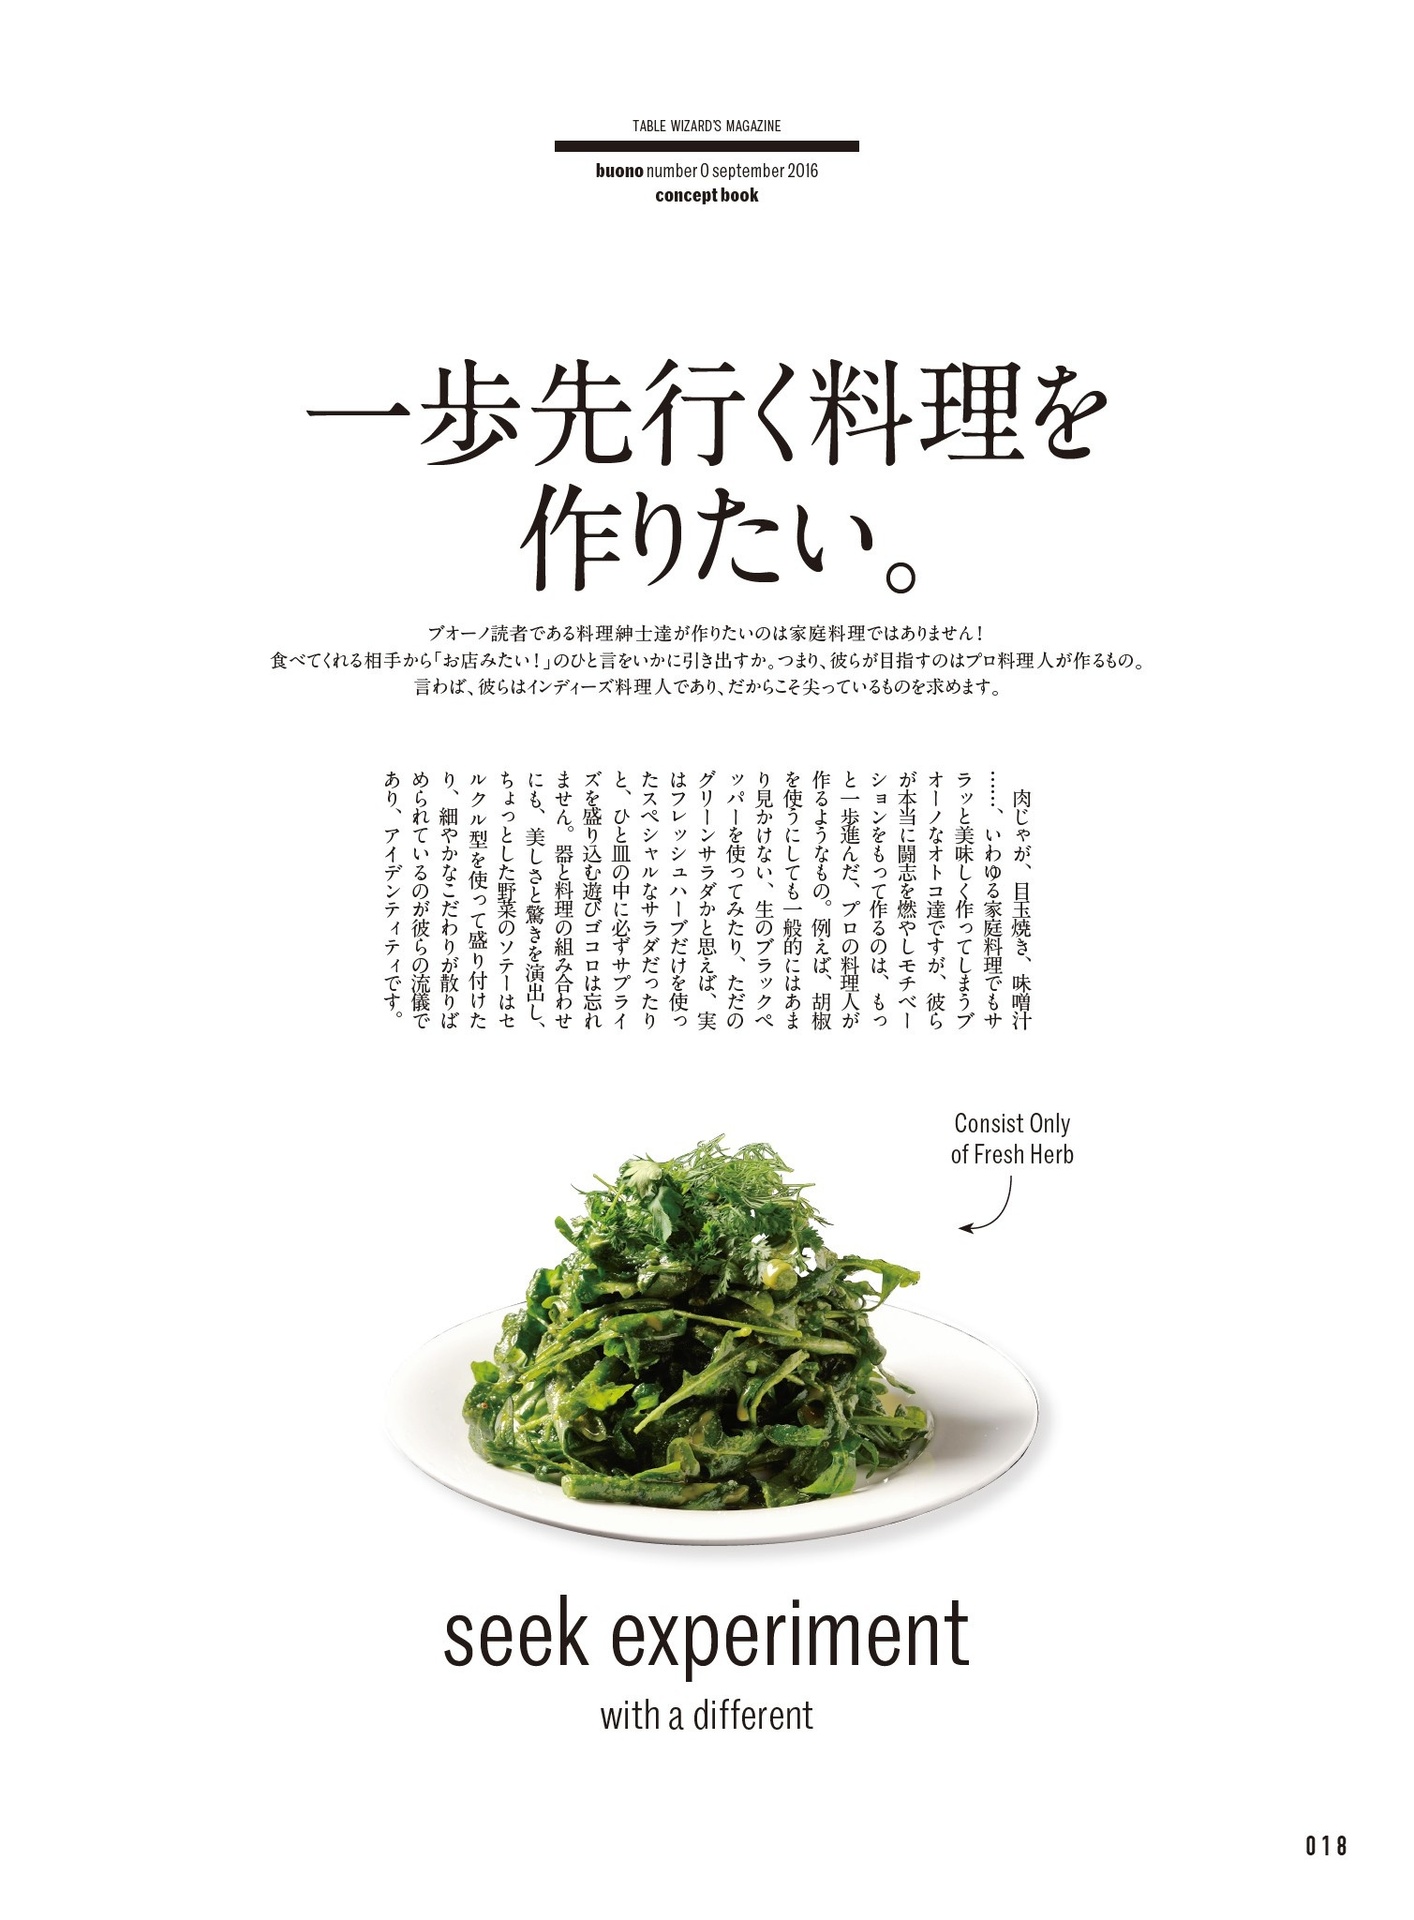 TABLE WIZARD'S MAGAZINE
buono number 0 september 2016
concept book
一歩先行く料理を
作りたい。
ブオーノ読者である料理紳士達が作りたいのは家庭料理ではありません！
食べてくれる相手から「お店みたい！」のひと言をいかに引き出すか。つまり、彼らが目指すのはプロ料理人が作るもの。
言わば、彼らはインディーズ料理人であり、だからこそ尖っているものを求めます。
肉じゃが、目玉焼き、味噌汁
……、いわゆる家庭料理でもサ
ラッと美味しく作ってしまうブ
オーノなオトコ達ですが、彼ら
が本当に闘志を燃やしモチベー
ションをもって作るのは、もっ
と一歩進んだ、プロの料理人が
作るようなもの。例えば、胡椒
を使うにしても一般的にはあま
り見かけない、生のブラックペ
ッパーを使ってみたり、ただの
グリーンサラダかと思えば、実
はフレッシュハーブだけを使っ
たスペシャルなサラダだったり
と、ひと皿の中に必ずサプライ
ズを盛り込む遊びゴコロは忘れ
ません。器と料理の組み合わせ
にも、美しさと驚きを演出し、
ちょっとした野菜のソテーはセ
ルクル型を使って盛り付けた
り、細やかなこだわりが散りば
められているのが彼らの流儀で
あり、アイデンティティです。
Consist Only
of Fresh Herb
seek experiment
with a different
018